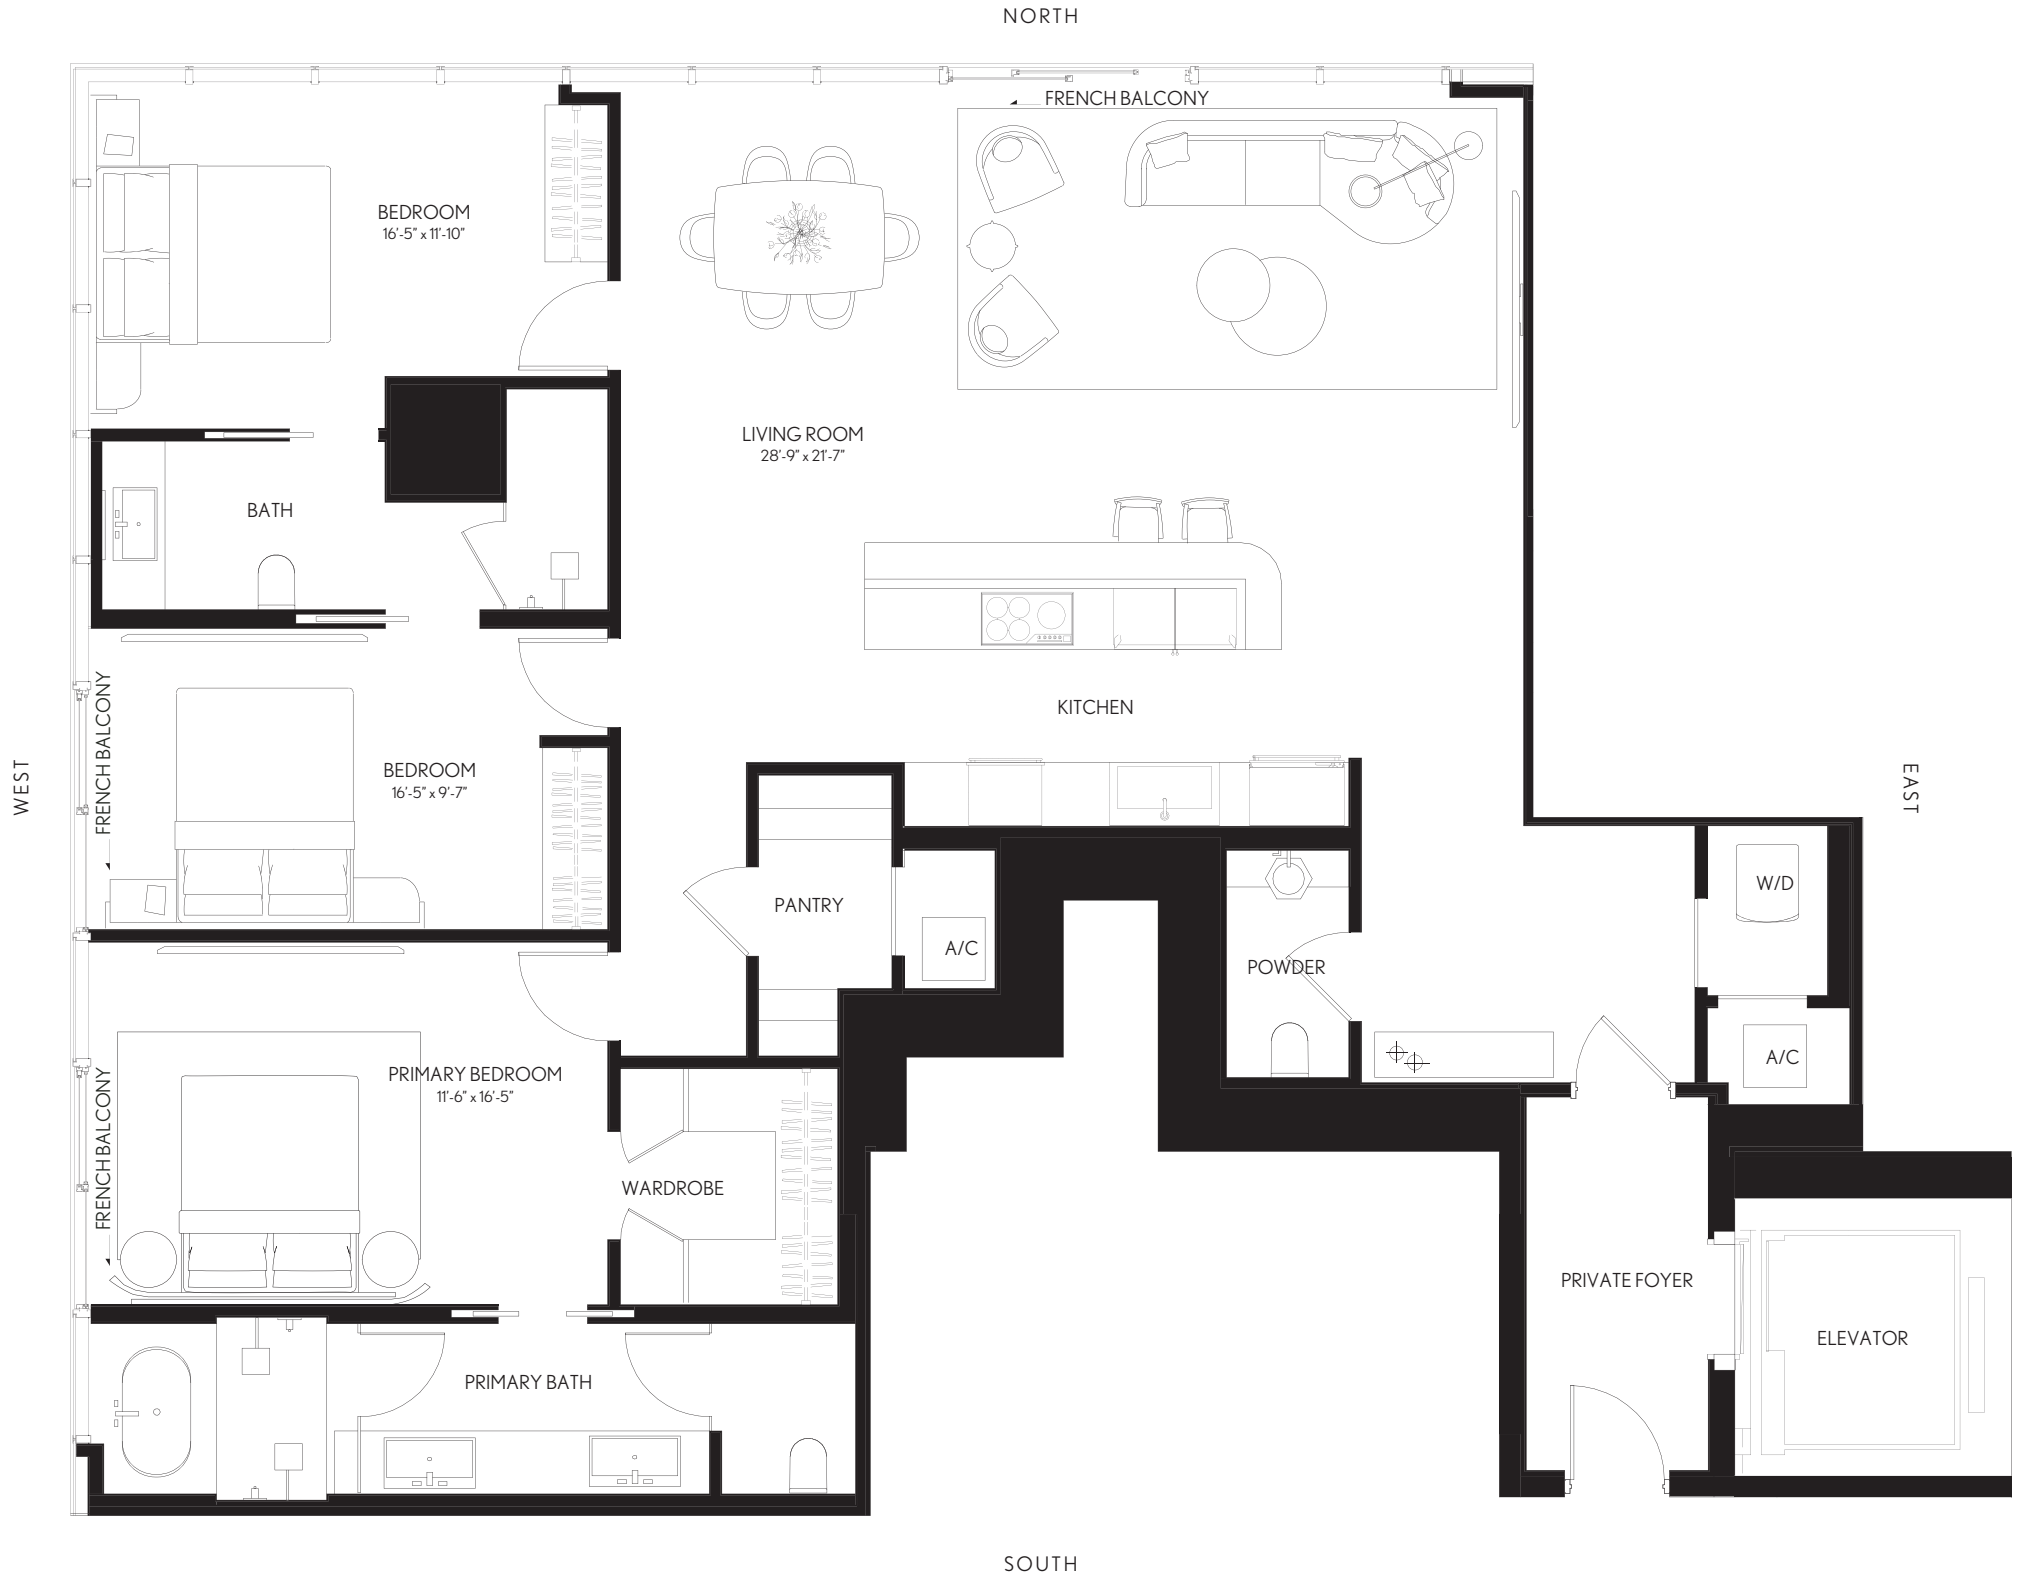 NORTH
FRENCH BALCONY
BEDROOM
16'-5" x 11'-10"
LIVING ROOM
28'-9" x 21'-7"
BATH
KITCHEN
WEST
FRENCH BALCONY
BEDROOM
16'-5" x 9'-7"
EAST
PANTRY
A/C
POWDER
W/D
A/C
FRENCH BALCONY
PRIMARY BEDROOM
11'-6" x 16'-5"
WARDROBE
PRIVATE FOYER
ELEVATOR
PRIMARY BATH
SOUTH